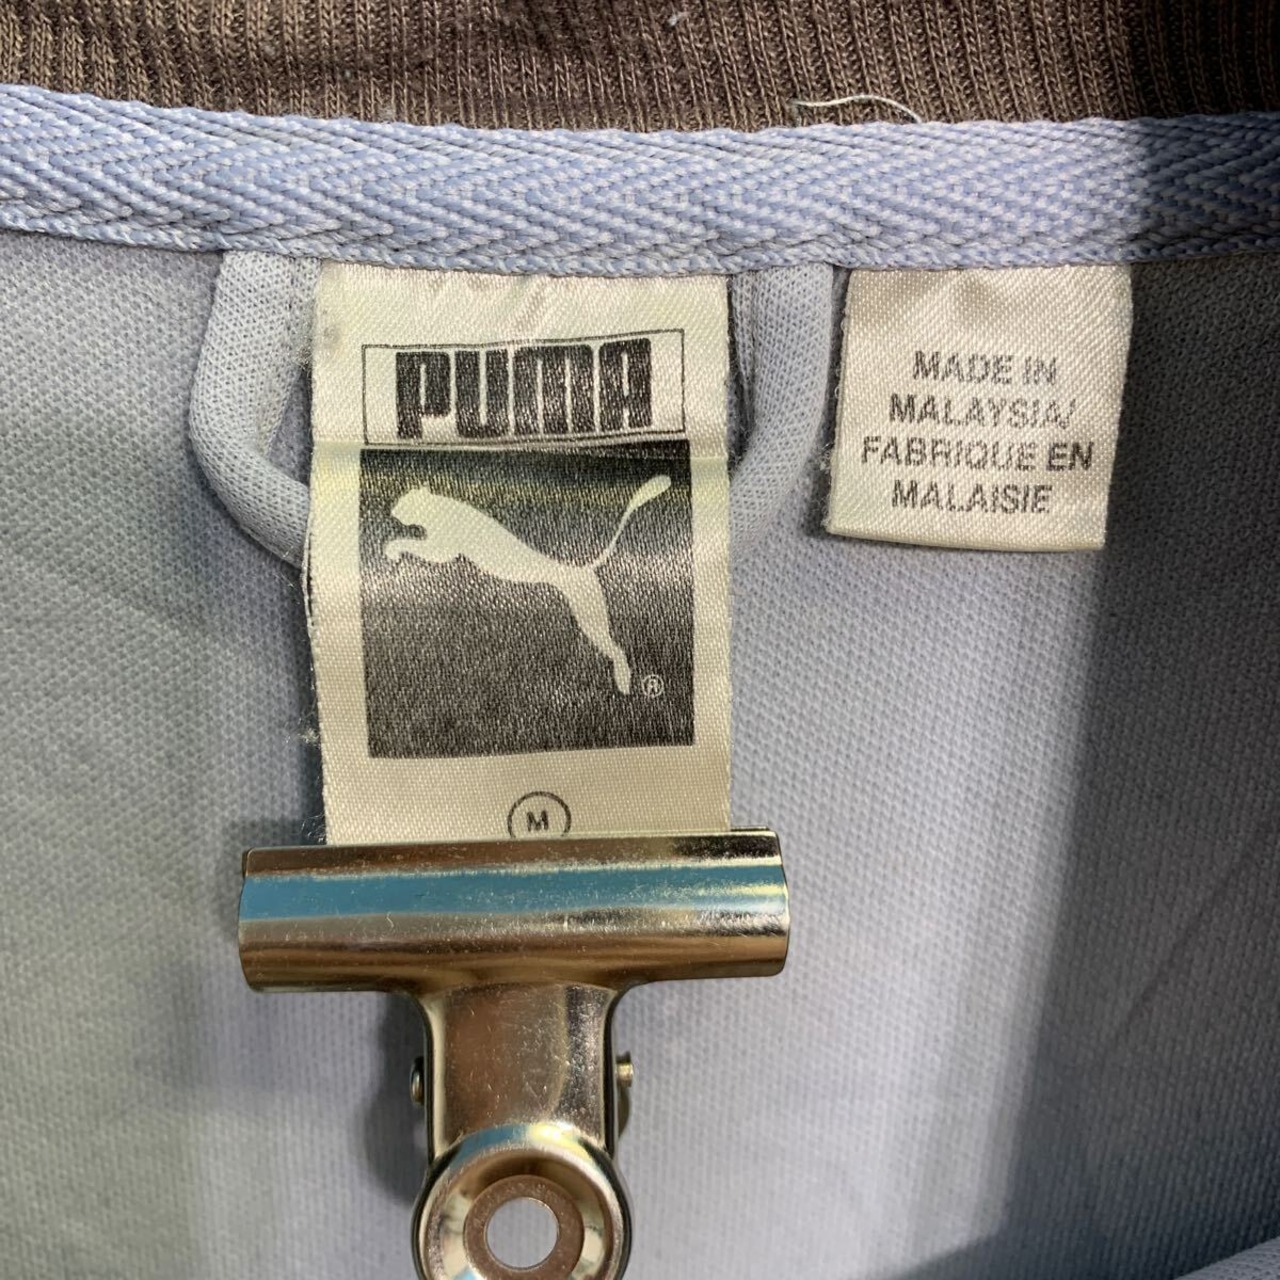 PUMA
®
M
MADE IN
MALAYSIA/
FABRIQUE EN
MALAISIE